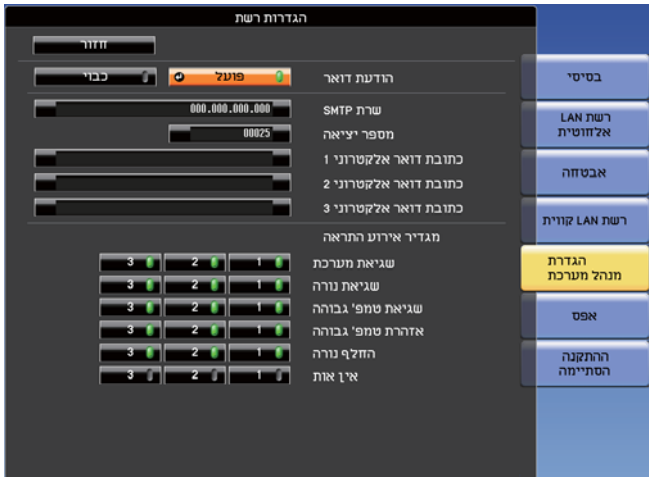 הגדרות רשת
חזור
הודעת דואר פועל כבוי
שרת SMTP 000.000.000.000
מספר יציאה 00025
כתובת דואר אלקטרוני 1
כתובת דואר אלקטרוני 2
כתובת דואר אלקטרוני 3
מגדיר אירוע התראה
שגיאת מערכת 1 2 3
שגיאת נורה 1 2 3
שגיאת טמפ' גבוהה 1 2 3
אזהרת טמפ' גבוהה 1 2 3
החלף נורה 1 2 3
אין אות 1 2 3
בסיסי
רשת LAN
אלחוטית
אבטחה
רשת LAN קווית
הגדרת
מנהל מערכת
אפס
ההתקנה
הסתיימה